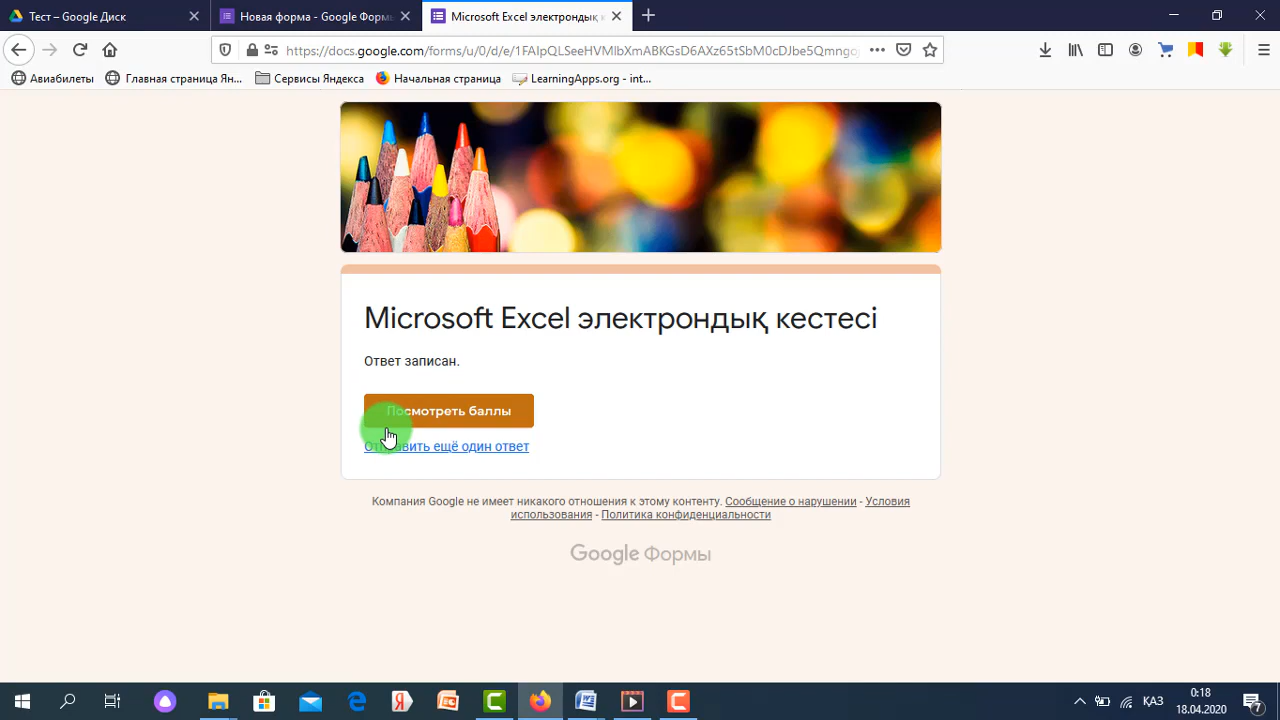 Тест – Google Диск
Новая форма - Google Форм
Microsoft Excel электрондық к
https://docs.google.com/forms/u/0/d/e/1FAIpQLSeeHVMIbXmABKGsD6AXz65tSbM0cDJbe5Qmngo
Авиабилеты
Главная страница Ян...
Сервисы Яндекса
Начальная страница
LearningApps.org - int...
Microsoft Excel электрондық кестесі
Ответ записан.
Посмотреть баллы
Отправить ещё один ответ
Компания Google не имеет никакого отношения к этому контенту. Сообщение о нарушении - Условия
использования - Политика конфиденциальности
Google Формы
ҚАЗ
0:18
18.04.2020
7